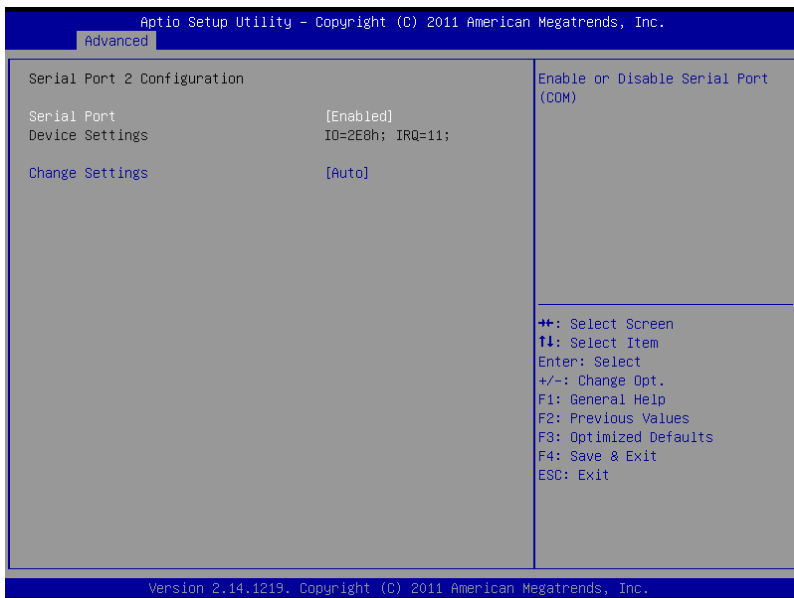 Aptio Setup Utility – Copyright (C) 2011 American Megatrends, Inc.
Advanced
Serial Port 2 Configuration
Serial Port [Enabled]
Device Settings IO=2E8h; IRQ=11;
Change Settings [Auto]
Enable or Disable Serial Port
(COM)
→←: Select Screen
↑↓: Select Item
Enter: Select
+/-: Change Opt.
F1: General Help
F2: Previous Values
F3: Optimized Defaults
F4: Save & Exit
ESC: Exit
Version 2.14.1219. Copyright (C) 2011 American Megatrends, Inc.